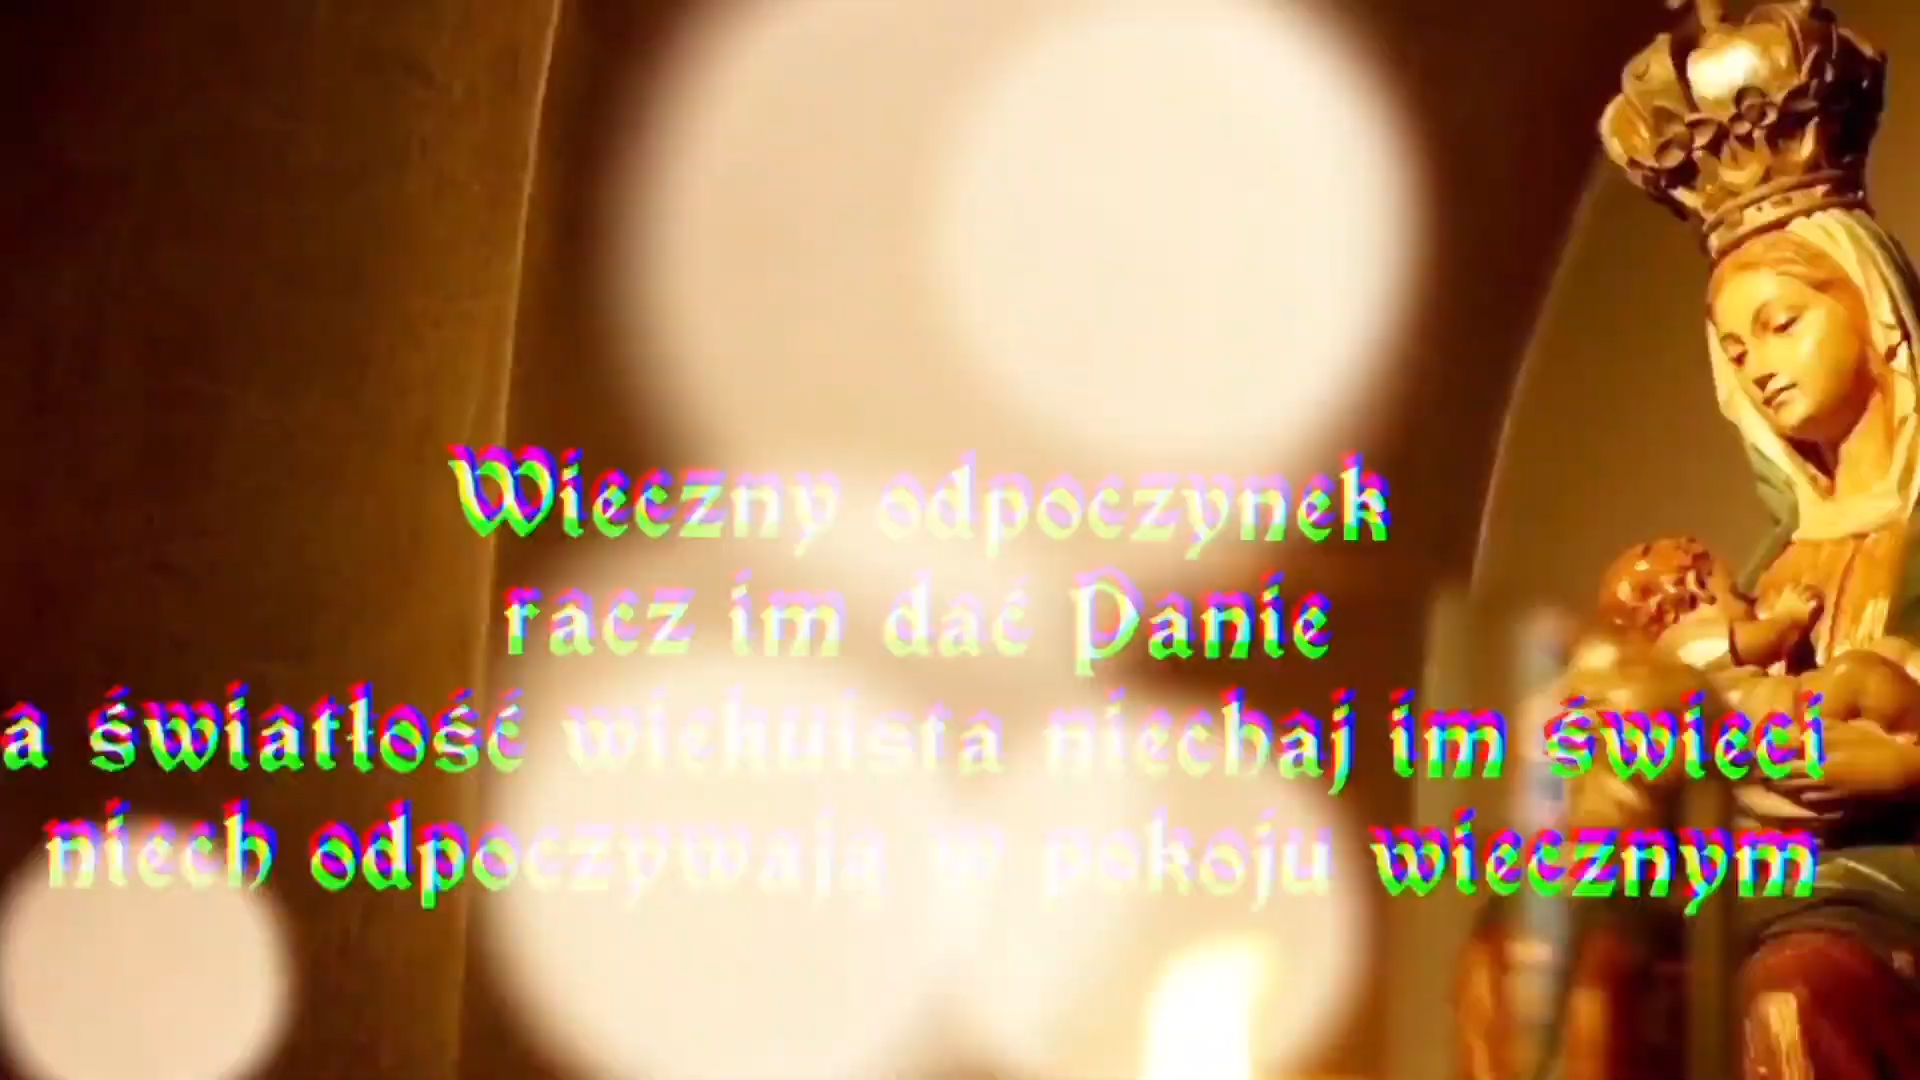 Wieczny odpoczynek
racz im dać Panie
a światłość wiekuista niechaj im świeci
niech odpoczywają w pokoju wiecznym